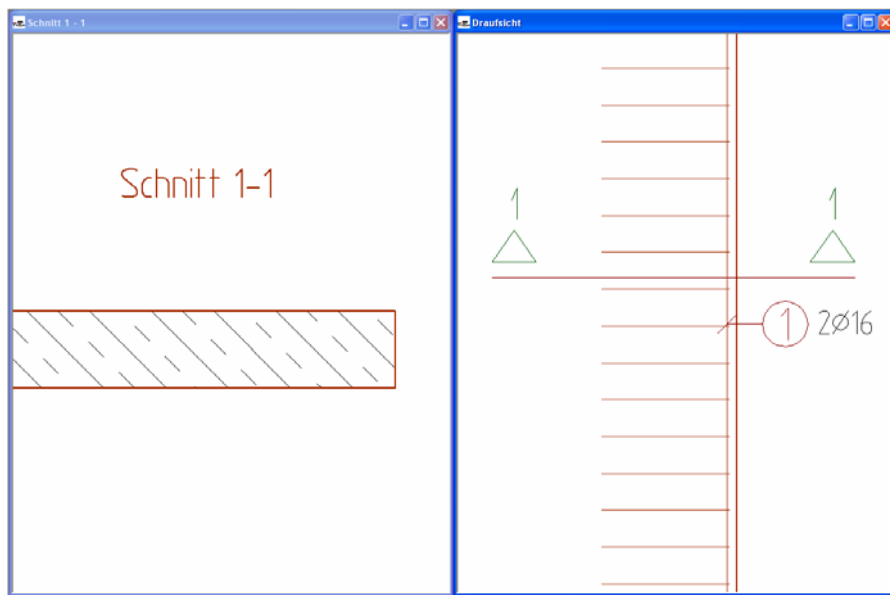 Schnitt 1 - 1
Schnitt 1-1
Draufsicht
1 1
1 2Ø16